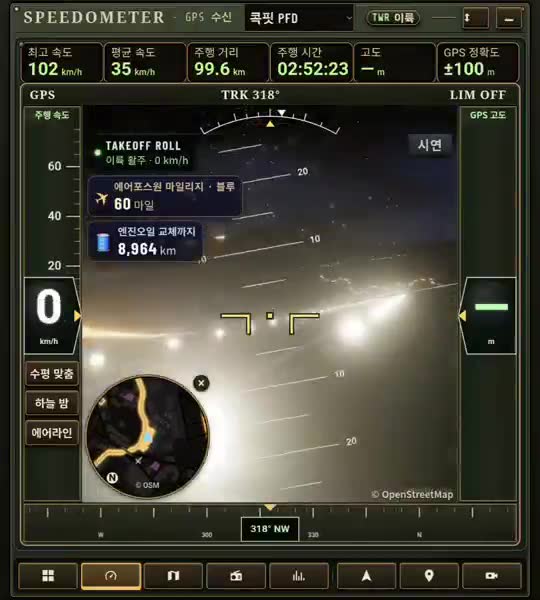 SPEEDOMETER · GPS 수신 콕핏 PFD TWR 이륙
최고 속도 평균 속도 주행 거리 주행 시간 고도 GPS 정확도
102 km/h 35 km/h 99.6 km 02:52:23 — m ±100 m
GPS TRK 318° LIM OFF
주행 속도 GPS 고도
TAKEOFF ROLL
이륙 활주 · 0 km/h
시연
60
20
에어포스원 마일리지 · 블루
60 마일
40
엔진오일 교체까지
8,964 km
10
20
0
km/h
m
수평 맞춤
하늘 밤
에어라인
10
20
N
© OSM
© OpenStreetMap
318° NW
W 300 330 N